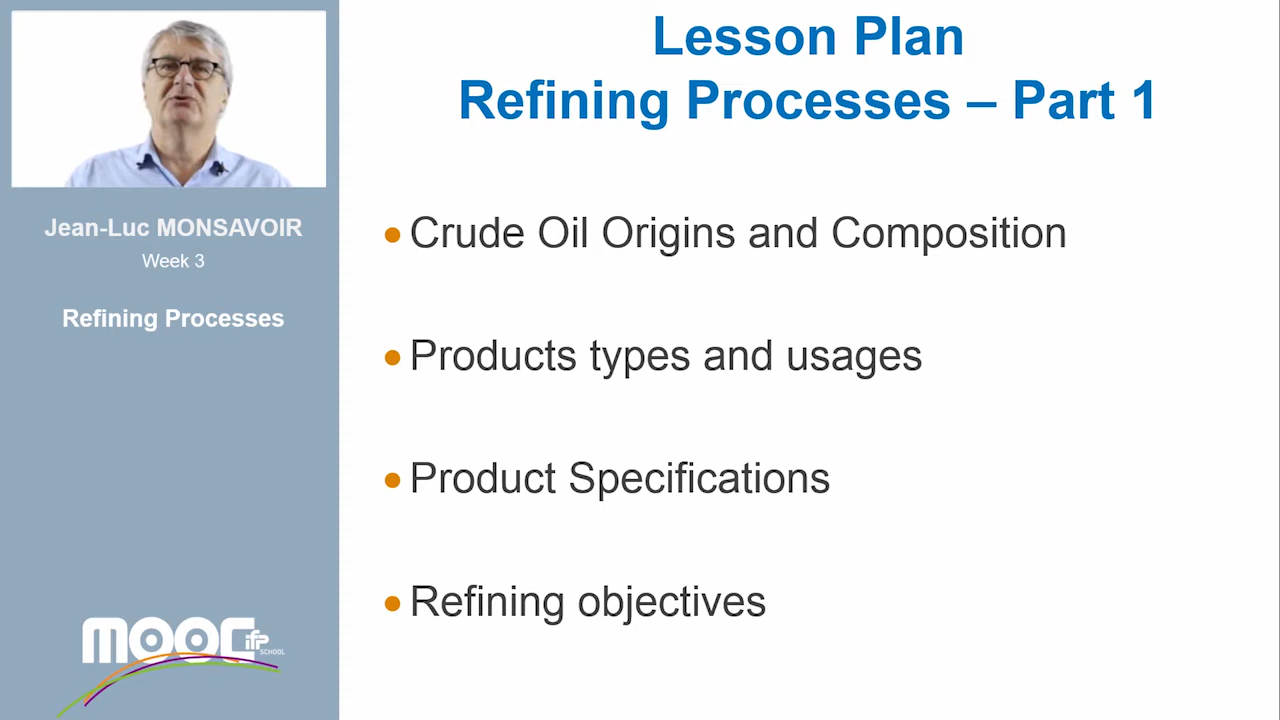 Lesson Plan
Refining Processes – Part 1
Jean-Luc MONSAVOIR
Week 3
Refining Processes
• Crude Oil Origins and Composition
• Products types and usages
• Product Specifications
• Refining objectives
MOOC
ifp
SCHOOL